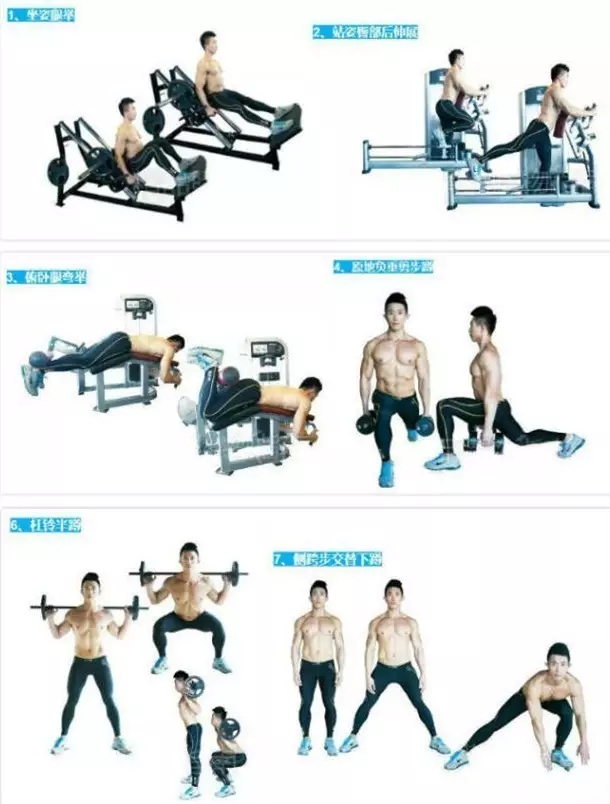 1、坐姿腿举
2、站姿臀部后伸展
3、俯卧腿弯举
4、原地负重剪步蹲
6、杠铃半蹲
7、侧跨步交替下蹲